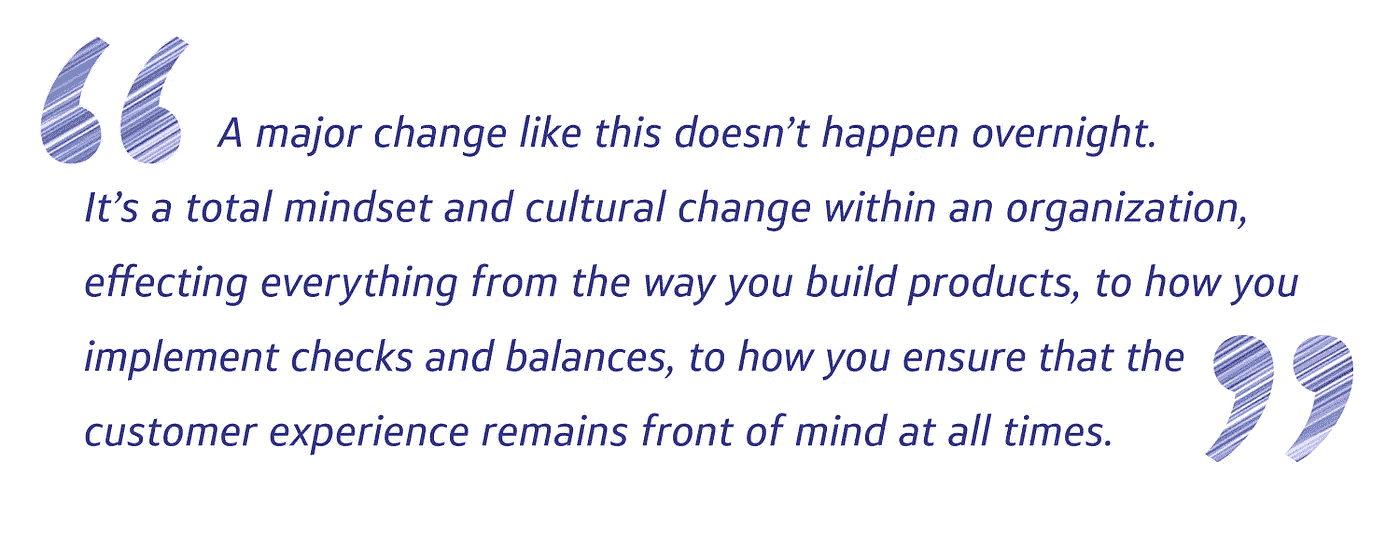 “ A major change like this doesn’t happen overnight.
It’s a total mindset and cultural change within an organization,
effecting everything from the way you build products, to how you
implement checks and balances, to how you ensure that the
customer experience remains front of mind at all times. ”